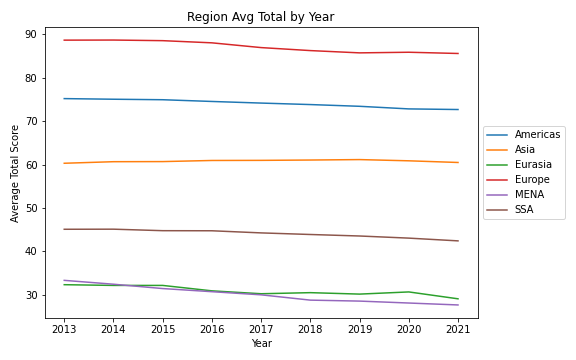 Region Avg Total by Year
Average Total Score
90
80
70
60
50
40
30
2013 2014 2015 2016 2017 2018 2019 2020 2021
Year
Americas
Asia
Eurasia
Europe
MENA
SSA